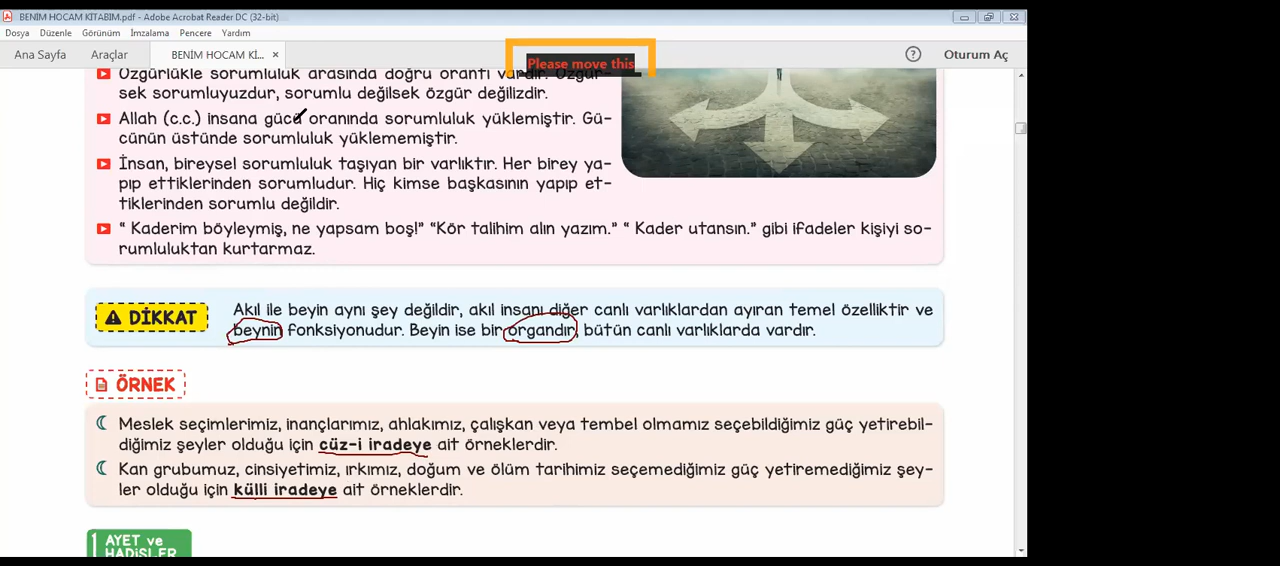 BENIM HOCAM KITABIM.pdf - Adobe Acrobat Reader DC (32-bit)
Dosya Düzenle Görünüm İmzalama Pencere Yardım
Ana Sayfa Araçlar BENİM HOCAM Kİ... × ? Oturum Aç
Please move this
Özgürlükle sorumluluk arasında doğru orantı vardır. Özgür-
sek sorumluyuzdur, sorumlu değilsek özgür değilizdir.
Allah (c.c.) insana gücü oranında sorumluluk yüklemiştir. Gü-
cünün üstünde sorumluluk yüklememiştir.
İnsan, bireysel sorumluluk taşıyan bir varlıktır. Her birey ya-
pıp ettiklerinden sorumludur. Hiç kimse başkasının yapıp et-
tiklerinden sorumlu değildir.
“ Kaderim böyleymiş, ne yapsam boş!” “Kör talihim alın yazım.” “ Kader utansın.” gibi ifadeler kişiyi so-
rumluluktan kurtarmaz.
DİKKAT
Akıl ile beyin aynı şey değildir, akıl insanı diğer canlı varlıklardan ayıran temel özelliktir ve
beynin fonksiyonudur. Beyin ise bir organdır, bütün canlı varlıklarda vardır.
ÖRNEK
Meslek seçimlerimiz, inançlarımız, ahlakımız, çalışkan veya tembel olmamız seçebildiğimiz güç yetirebil-
diğimiz şeyler olduğu için cüz-i iradeye ait örneklerdir.
Kan grubumuz, cinsiyetimiz, ırkımız, doğum ve ölüm tarihimiz seçemediğimiz güç yetiremediğimiz şey-
ler olduğu için külli iradeye ait örneklerdir.
1 AYET ve
HADİSLER